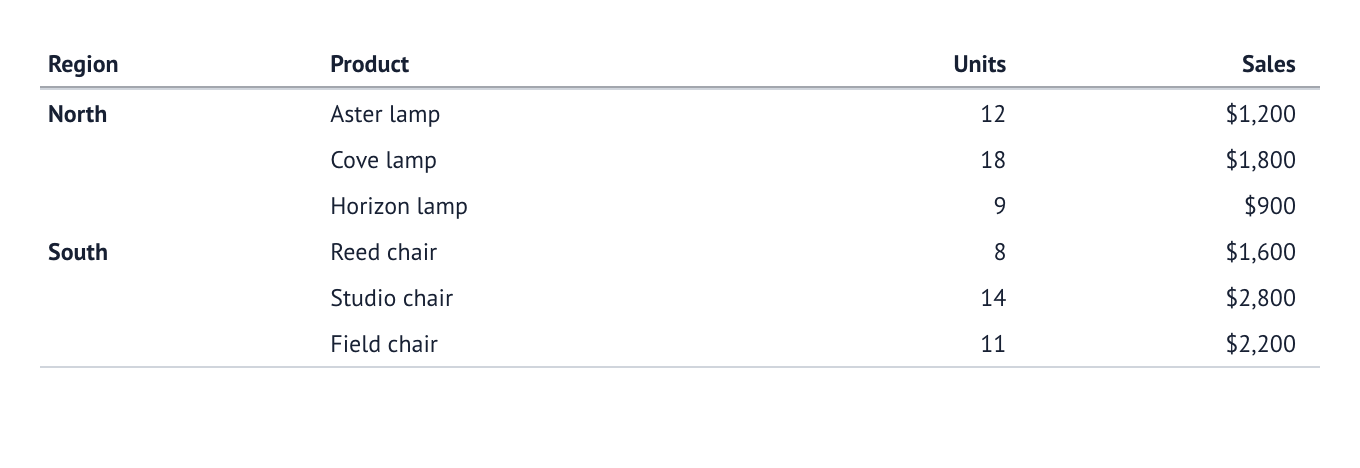 Region Product Units Sales
North Aster lamp 12 $1,200
Cove lamp 18 $1,800
Horizon lamp 9 $900
South Reed chair 8 $1,600
Studio chair 14 $2,800
Field chair 11 $2,200